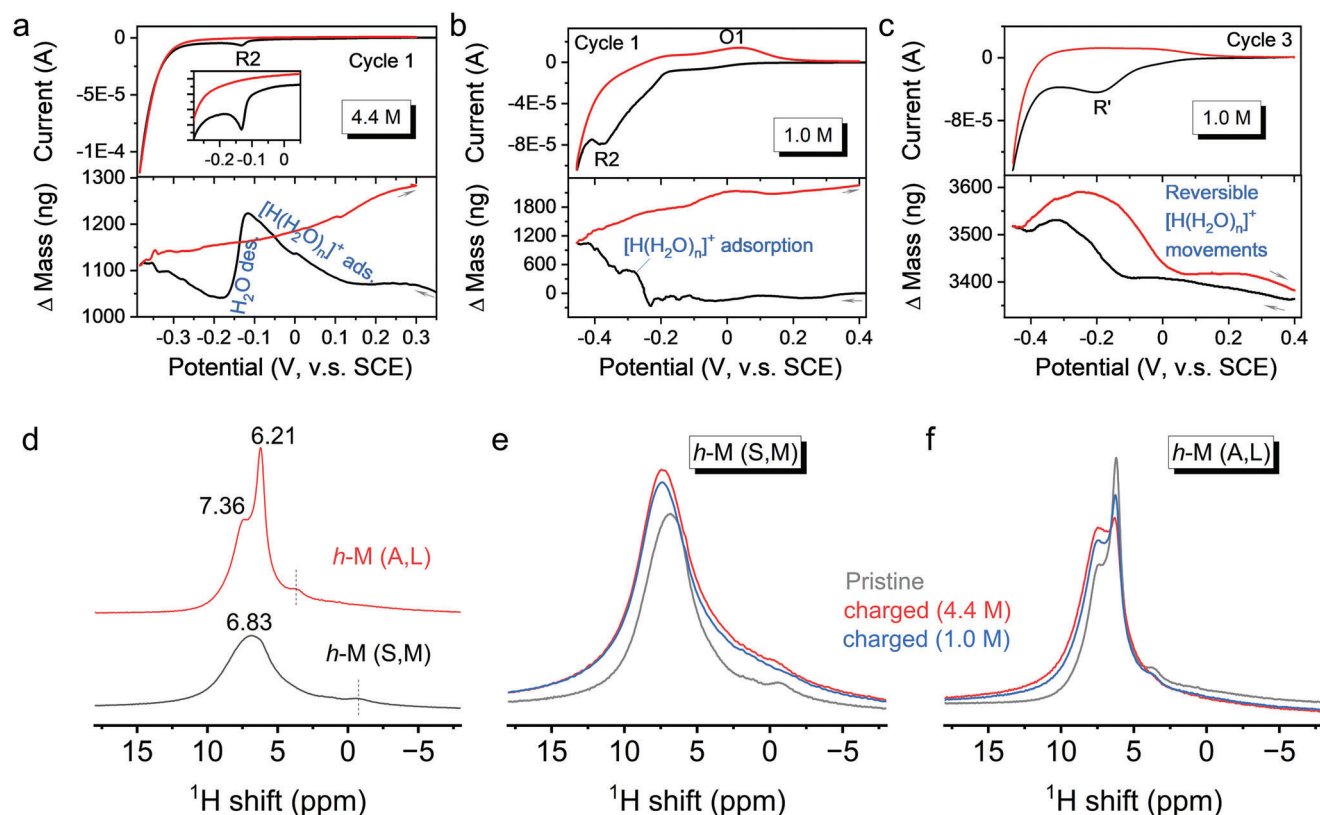 a
Current (A)
0
-5E-5
-1E-4
R2
Cycle 1
4.4 M
-0.2 -0.1 0
Δ Mass (ng)
1300
1200
1100
1000
H2O des.
[H(H2O)n]+ ads.
-0.3 -0.2 -0.1 0 0.1 0.2 0.3
Potential (V, v.s. SCE)
b
Current (A)
0
-4E-5
-8E-5
Cycle 1
O1
R2
1.0 M
Δ Mass (ng)
1800
1200
600
0
[H(H2O)n]+ adsorption
-0.4 -0.2 0 0.2 0.4
Potential (V, v.s. SCE)
c
Current (A)
0
-8E-5
Cycle 3
R'
1.0 M
Δ Mass (ng)
3600
3500
3400
Reversible
[H(H2O)n]+
movements
-0.4 -0.2 0 0.2 0.4
Potential (V, v.s. SCE)
d
6.21
7.36
h-M (A,L)
6.83
h-M (S,M)
15 10 5 0 −5
1H shift (ppm)
e
h-M (S,M)
Pristine
charged (4.4 M)
charged (1.0 M)
15 10 5 0 −5
1H shift (ppm)
f
h-M (A,L)
15 10 5 0 −5
1H shift (ppm)